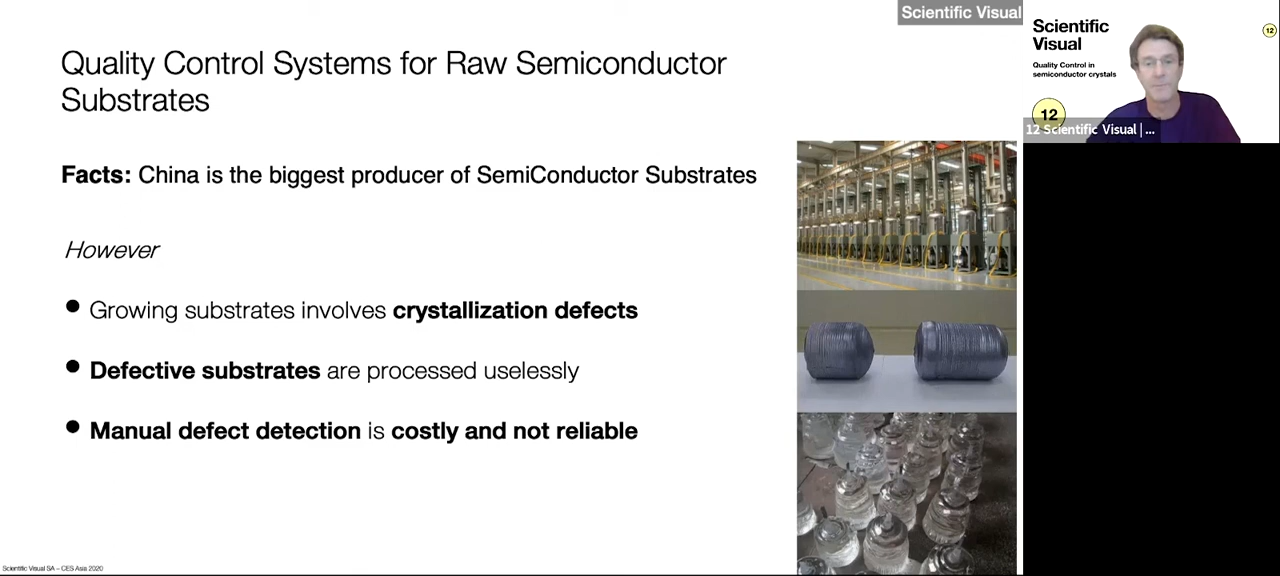 Scientific Visual
Quality Control Systems for Raw Semiconductor
Substrates
Facts: China is the biggest producer of SemiConductor Substrates
However
● Growing substrates involves crystallization defects
● Defective substrates are processed uselessly
● Manual defect detection is costly and not reliable
Scientific Visual SA – CES Asia 2020
Scientific
Visual
Quality Control in
semiconductor crystals
12
12
12 Scientific Visual | ...